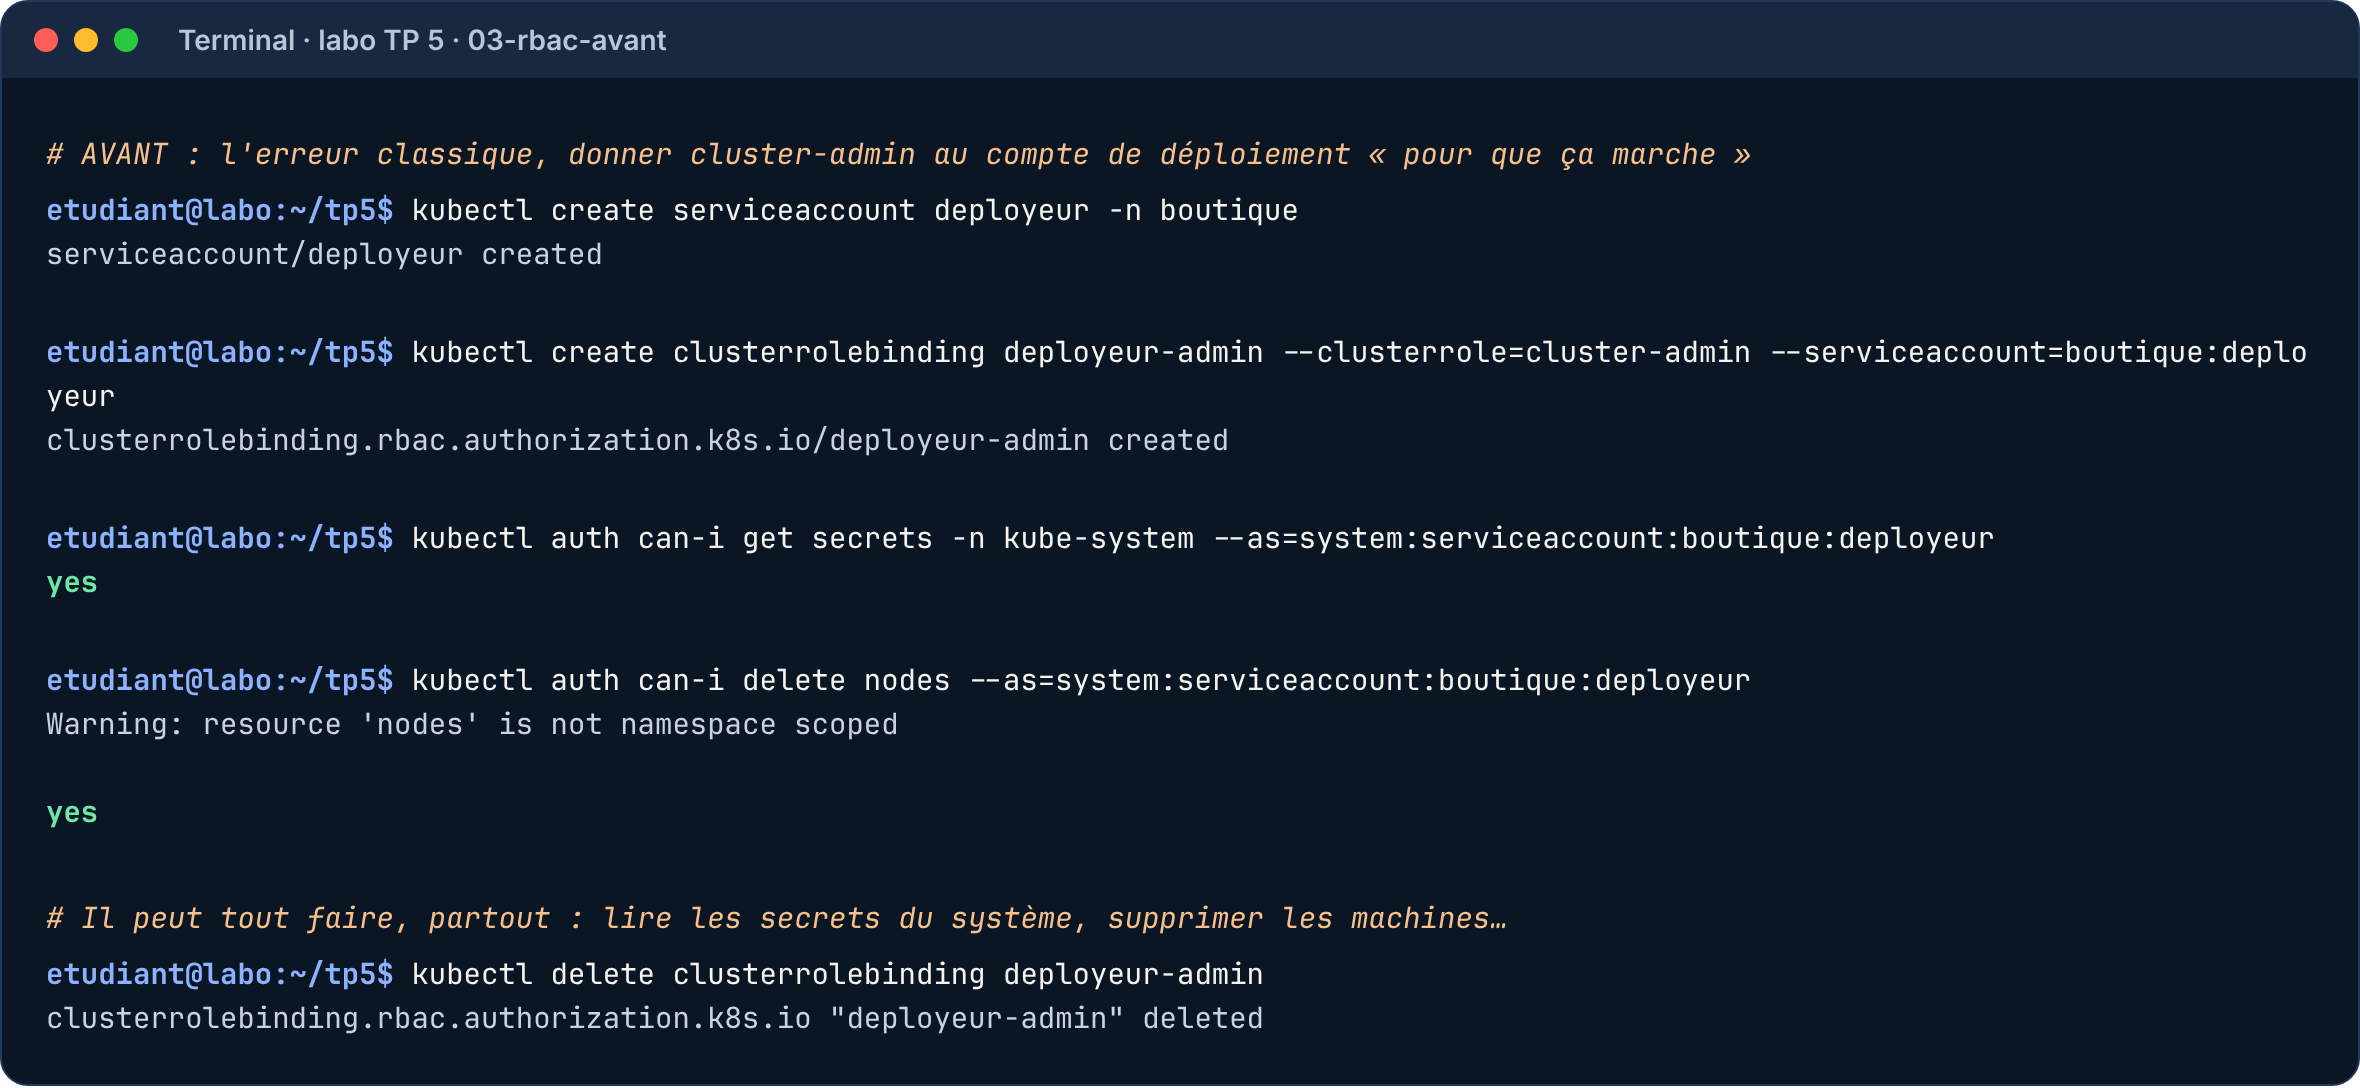 Terminal · labo TP 5 · 03-rbac-avant
# AVANT : l'erreur classique, donner cluster-admin au compte de déploiement « pour que ça marche »
etudiant@labo:~/tp5$ kubectl create serviceaccount deployeur -n boutique
serviceaccount/deployeur created
etudiant@labo:~/tp5$ kubectl create clusterrolebinding deployeur-admin --clusterrole=cluster-admin --serviceaccount=boutique:deplo
yeur
clusterrolebinding.rbac.authorization.k8s.io/deployeur-admin created
etudiant@labo:~/tp5$ kubectl auth can-i get secrets -n kube-system --as=system:serviceaccount:boutique:deployeur
yes
etudiant@labo:~/tp5$ kubectl auth can-i delete nodes --as=system:serviceaccount:boutique:deployeur
Warning: resource 'nodes' is not namespace scoped
yes
# Il peut tout faire, partout : lire les secrets du système, supprimer les machines…
etudiant@labo:~/tp5$ kubectl delete clusterrolebinding deployeur-admin
clusterrolebinding.rbac.authorization.k8s.io "deployeur-admin" deleted